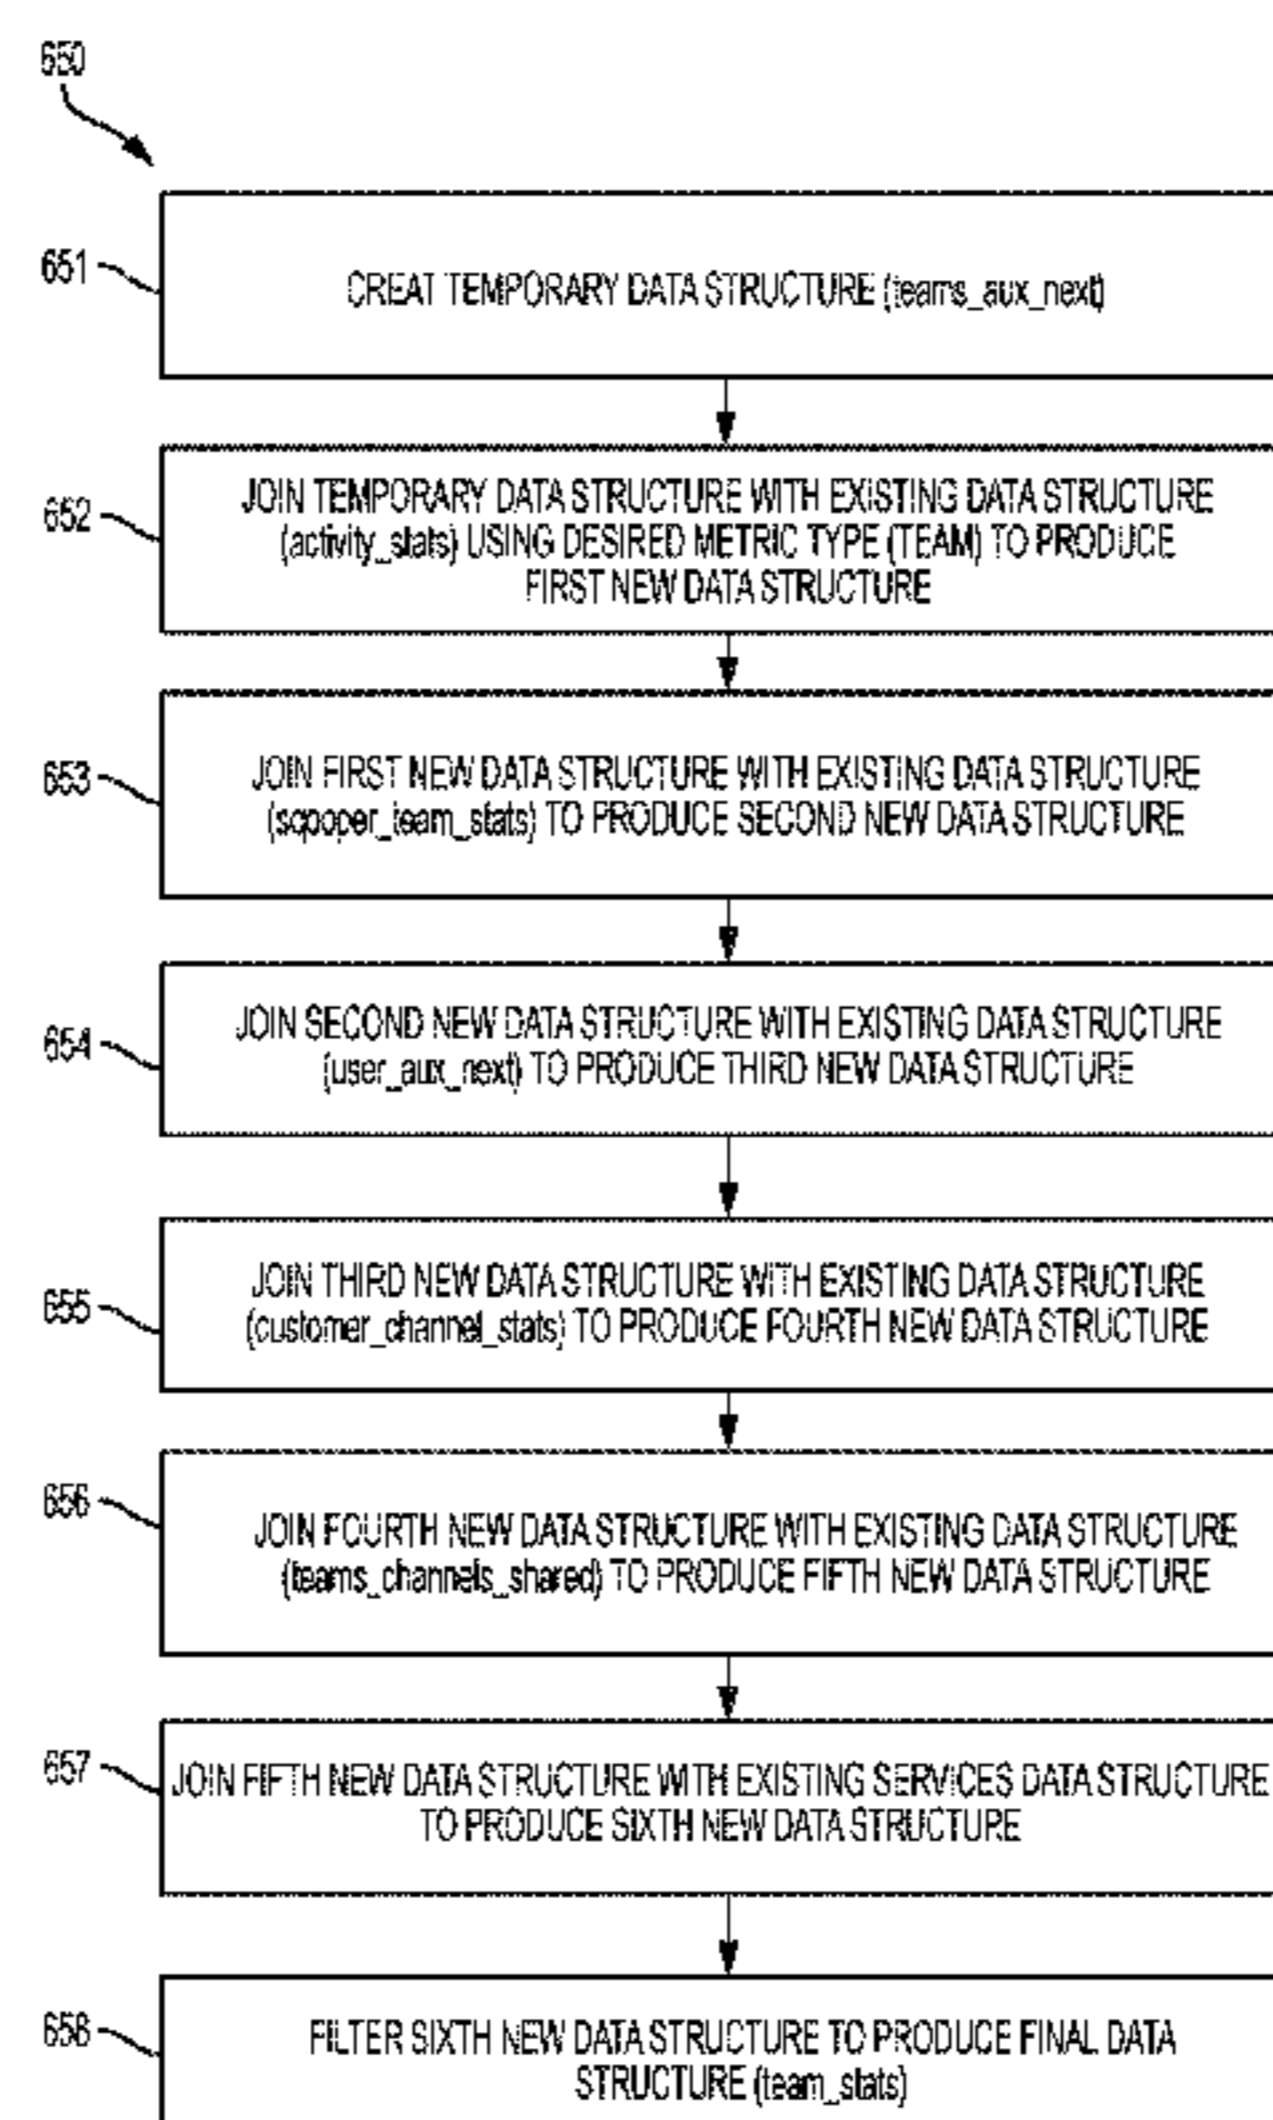 650
651
CREAT TEMPORARY DATA STRUCTURE (teams_aux_next)
652
JOIN TEMPORARY DATA STRUCTURE WITH EXISTING DATA STRUCTURE
(activity_stats) USING DESIRED METRIC TYPE (TEAM) TO PRODUCE
FIRST NEW DATA STRUCTURE
653
JOIN FIRST NEW DATA STRUCTURE WITH EXISTING DATA STRUCTURE
(sqpoper_team_stats) TO PRODUCE SECOND NEW DATA STRUCTURE
654
JOIN SECOND NEW DATA STRUCTURE WITH EXISTING DATA STRUCTURE
(user_aux_next) TO PRODUCE THIRD NEW DATA STRUCTURE
655
JOIN THIRD NEW DATA STRUCTURE WITH EXISTING DATA STRUCTURE
(customer_channel_stats) TO PRODUCE FOURTH NEW DATA STRUCTURE
656
JOIN FOURTH NEW DATA STRUCTURE WITH EXISTING DATA STRUCTURE
(teams_channels_shared) TO PRODUCE FIFTH NEW DATA STRUCTURE
657
JOIN FIFTH NEW DATA STRUCTURE WITH EXISTING SERVICES DATA STRUCTURE
TO PRODUCE SIXTH NEW DATA STRUCTURE
658
FILTER SIXTH NEW DATA STRUCTURE TO PRODUCE FINAL DATA
STRUCTURE (team_stats)